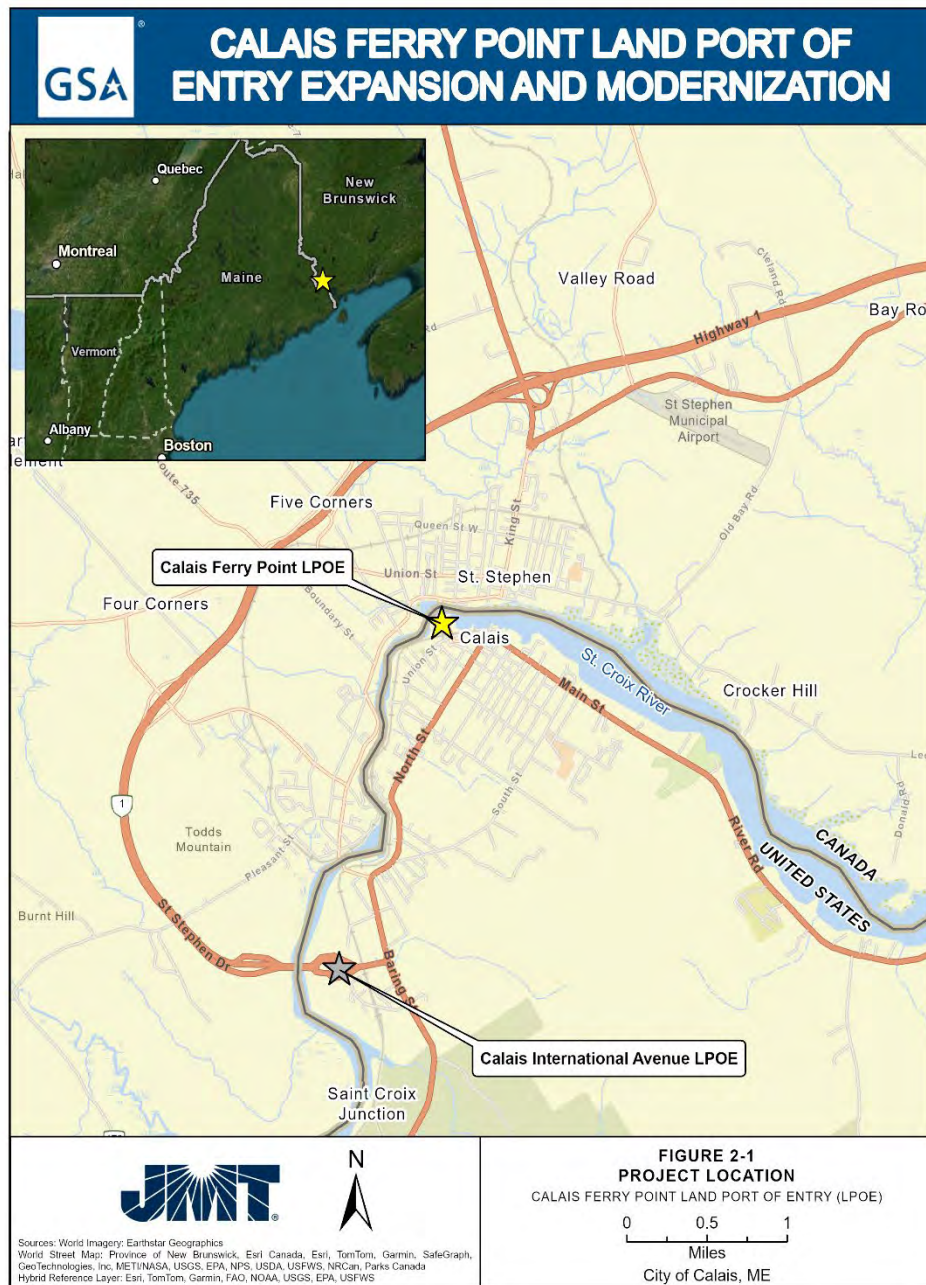 GSA
®
CALAIS FERRY POINT LAND PORT OF
ENTRY EXPANSION AND MODERNIZATION
Quebec
New
Brunswick
Montreal
Maine
Vermont
Albany
Boston
Valley Road
Cleland Rd
Bay Ro
Highway 1
St Stephen
Municipal
Airport
Route 735
Old Bay Rd
Five Corners
King St
Queen St W
Calais Ferry Point LPOE
Union St
St. Stephen
Four Corners
Boundary St
Calais
Union St
St. Croix River
Crocker Hill
Main St
North St
South St
Donald Rd
1
Todds
Mountain
Pleasant St
River Rd
CANADA
UNITED STATES
Burnt Hill
St Stephen Dr
Baring St
Calais International Avenue LPOE
Saint Croix
Junction
JMT
®
N
FIGURE 2-1
PROJECT LOCATION
CALAIS FERRY POINT LAND PORT OF ENTRY (LPOE)
0 0.5 1
Miles
City of Calais, ME
Sources: World Imagery: Earthstar Geographics
World Street Map: Province of New Brunswick, Esri Canada, Esri, TomTom, Garmin, SafeGraph,
GeoTechnologies, Inc, METI/NASA, USGS, EPA, NPS, USDA, USFWS, NRCan, Parks Canada
Hybrid Reference Layer: Esri, TomTom, Garmin, FAO, NOAA, USGS, EPA, USFWS